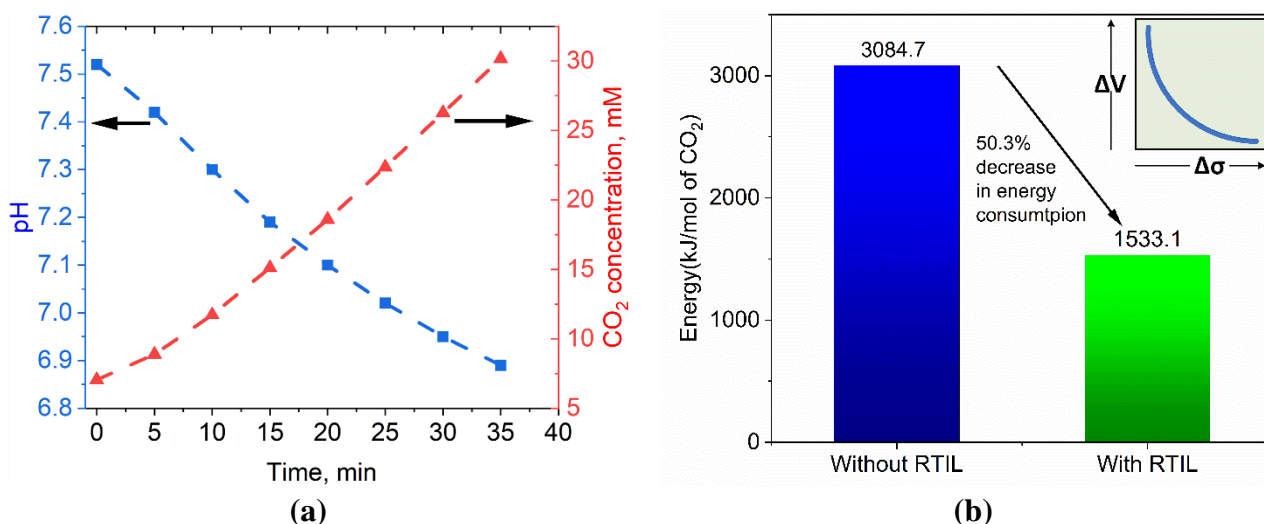 7.6
7.5
7.4
7.3
7.2
7.1
7.0
6.9
6.8
pH
0 5 10 15 20 25 30 35 40
Time, min
30
25
20
15
10
5
CO₂ concentration, mM
(a)
3000
2000
1000
0
Energy(kJ/mol of CO₂)
3084.7
50.3%
decrease
in energy
consumtpion
1533.1
ΔV
Δσ
Without RTIL With RTIL
(b)